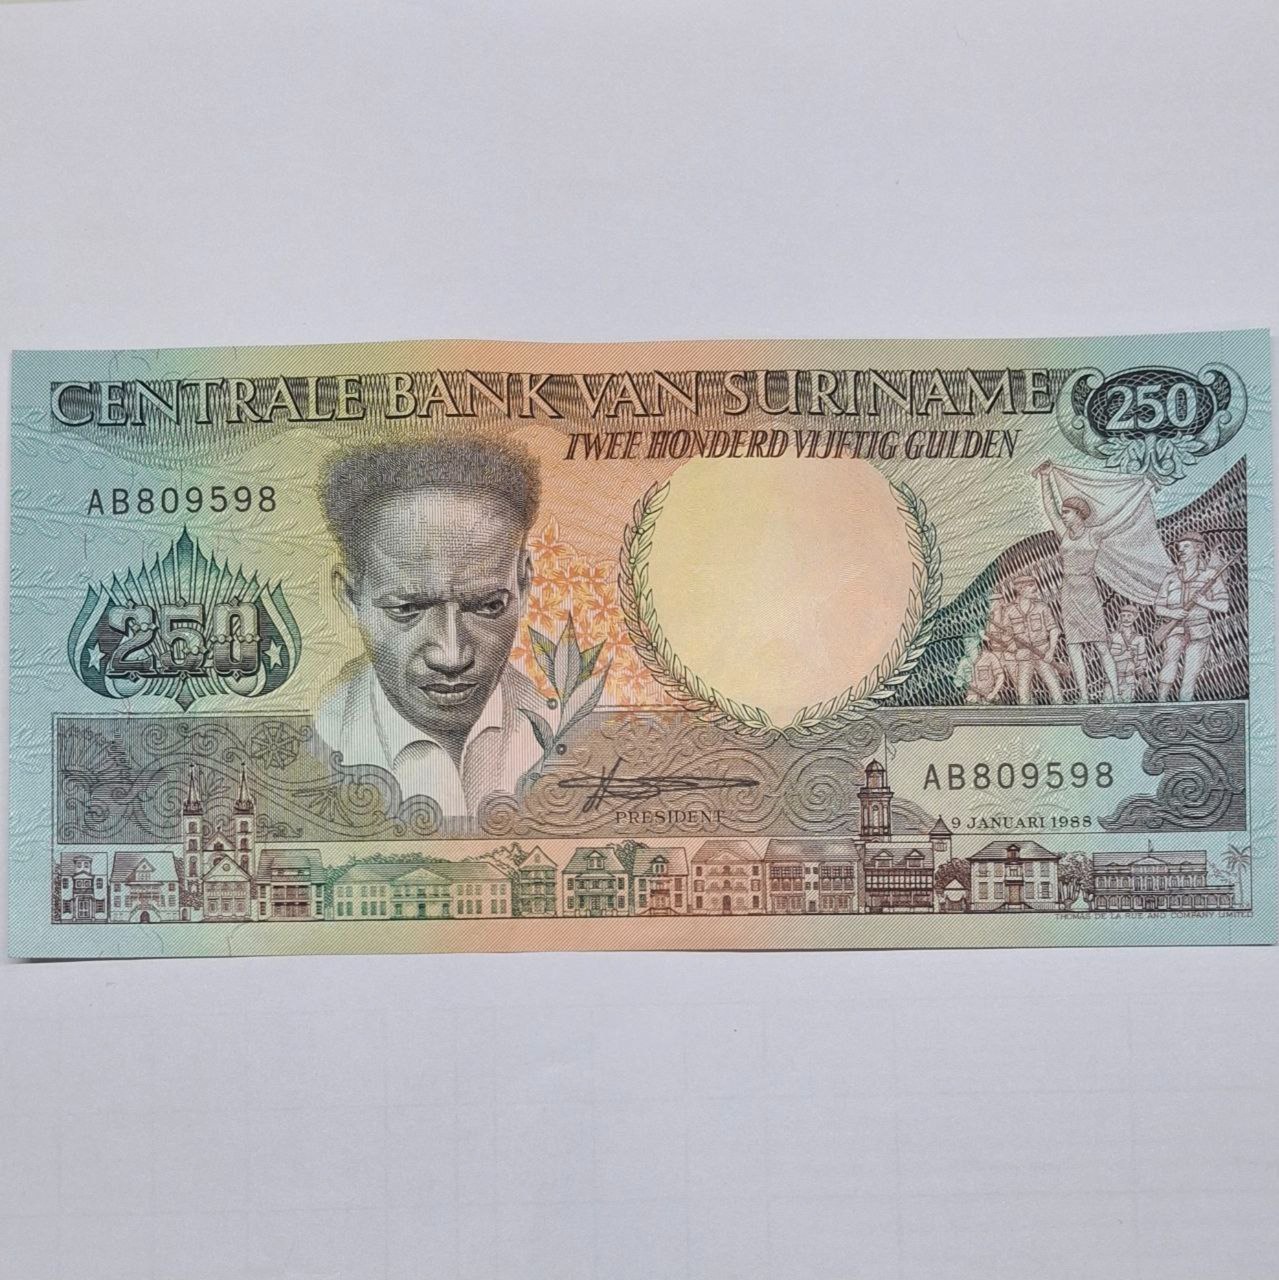 CENTRALE BANK VAN SURINAME
250
TWEE HONDERD VIJFTIG GULDEN
AB809598
250
AB809598
PRESIDENT
9 JANUARI 1988
THOMAS DE LA RUE AND COMPANY LIMITED